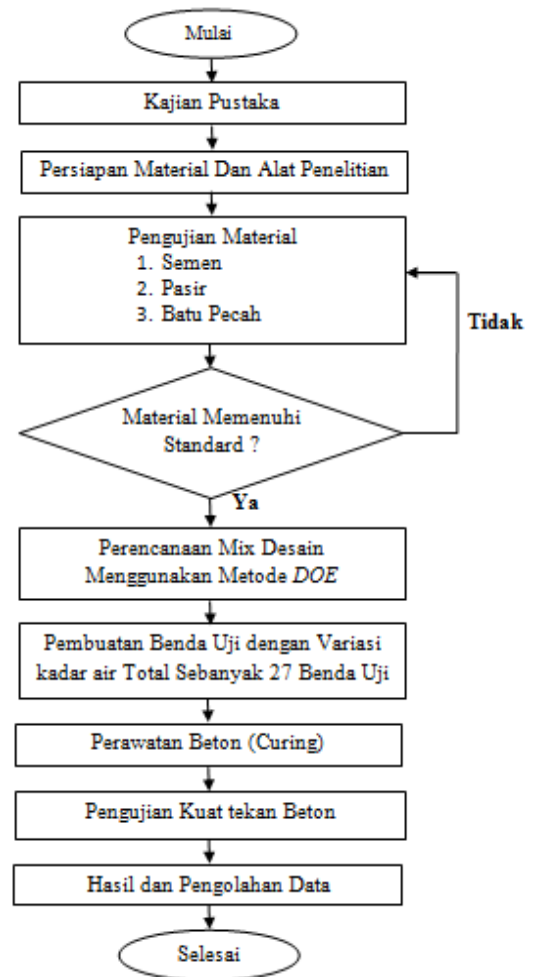 Mulai
Kajian Pustaka
Persiapan Material Dan Alat Penelitian
Pengujian Material
1. Semen
2. Pasir
3. Batu Pecah
Tidak
Material Memenuhi
Standard ?
Ya
Perencanaan Mix Desain
Menggunakan Metode DOE
Pembuatan Benda Uji dengan Variasi
kadar air Total Sebanyak 27 Benda Uji
Perawatan Beton (Curing)
Pengujian Kuat tekan Beton
Hasil dan Pengolahan Data
Selesai